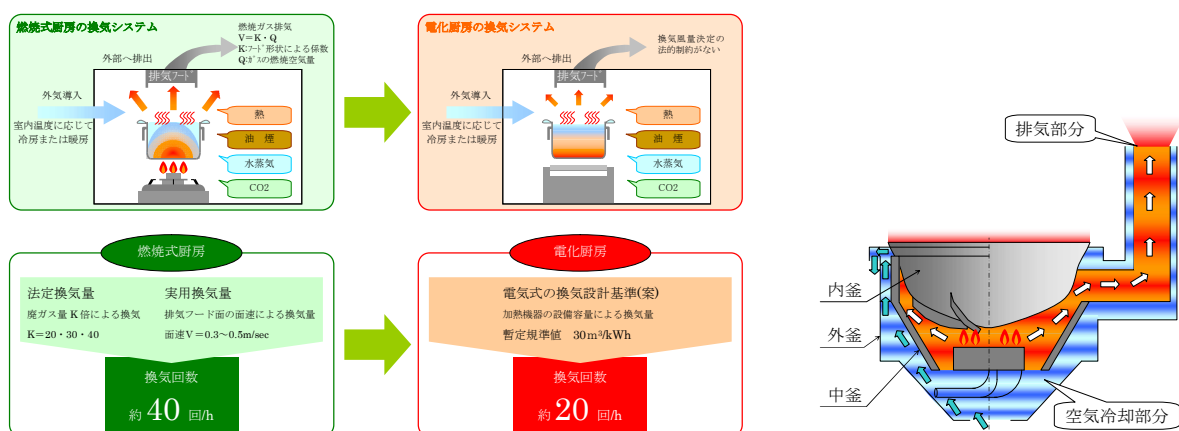 燃焼式厨房の換気システム
燃焼ガス排気
V=K・Q
K:フード形状による係数
Q:ガスの燃焼空気量
外部へ排出
排気フード
外気導入
室内温度に応じて
冷房または暖房
熱
油 煙
水蒸気
CO2
電化厨房の換気システム
換気風量決定の
法的制約がない
外部へ排出
排気フード
外気導入
室内温度に応じて
冷房または暖房
熱
油 煙
水蒸気
CO2
燃焼式厨房
法定換気量
廃ガス量 K 倍による換気
K=20・30・40
実用換気量
排気フード面の面速による換気量
面速V=0.3~0.5m/sec
換気回数
約 40 回/h
電化厨房
電気式の換気設計基準(案)
加熱機器の設備容量による換気量
暫定規準値 30m³/kWh
換気回数
約 20 回/h
排気部分
内釜
外釜
中釜
空気冷却部分